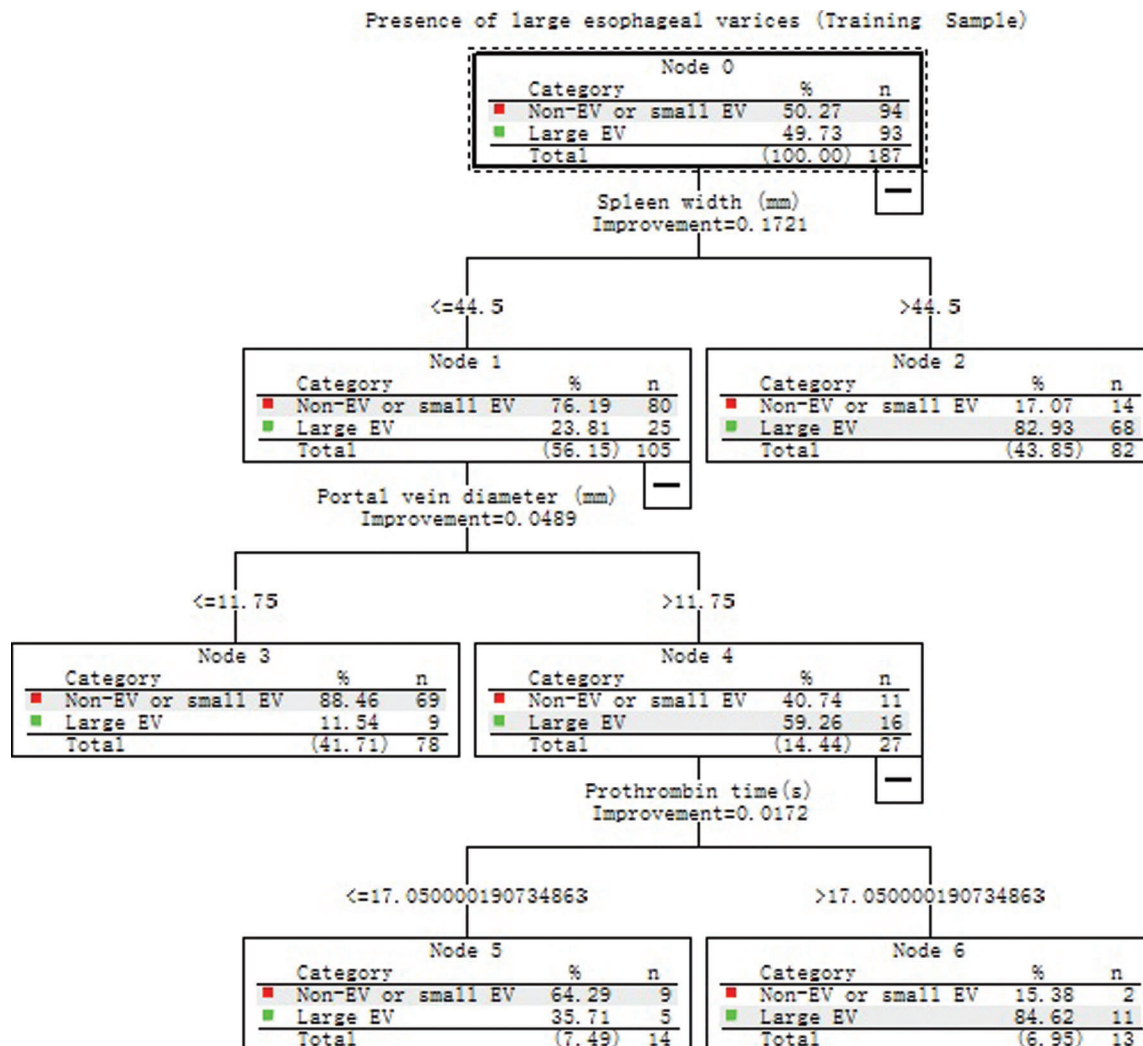 Presence of large esophageal varices (Training Sample)
Node 0
Category % n
Non-EV or small EV 50.27 94
Large EV 49.73 93
Total (100.00) 187
Spleen width (mm)
Improvement=0.1721
<=44.5
>44.5
Node 1
Category % n
Non-EV or small EV 76.19 80
Large EV 23.81 25
Total (56.15) 105
Node 2
Category % n
Non-EV or small EV 17.07 14
Large EV 82.93 68
Total (43.85) 82
Portal vein diameter (mm)
Improvement=0.0489
<=11.75
>11.75
Node 3
Category % n
Non-EV or small EV 88.46 69
Large EV 11.54 9
Total (41.71) 78
Node 4
Category % n
Non-EV or small EV 40.74 11
Large EV 59.26 16
Total (14.44) 27
Prothrombin time(s)
Improvement=0.0172
<=17.050000190734863
>17.050000190734863
Node 5
Category % n
Non-EV or small EV 64.29 9
Large EV 35.71 5
Total (7.49) 14
Node 6
Category % n
Non-EV or small EV 15.38 2
Large EV 84.62 11
Total (6.95) 13